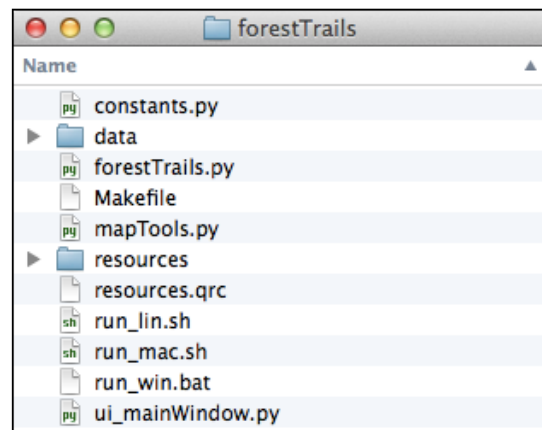 forestTrails
Name
py constants.py
data
py forestTrails.py
Makefile
py mapTools.py
resources
resources.qrc
sh run_lin.sh
sh run_mac.sh
run_win.bat
py ui_mainWindow.py